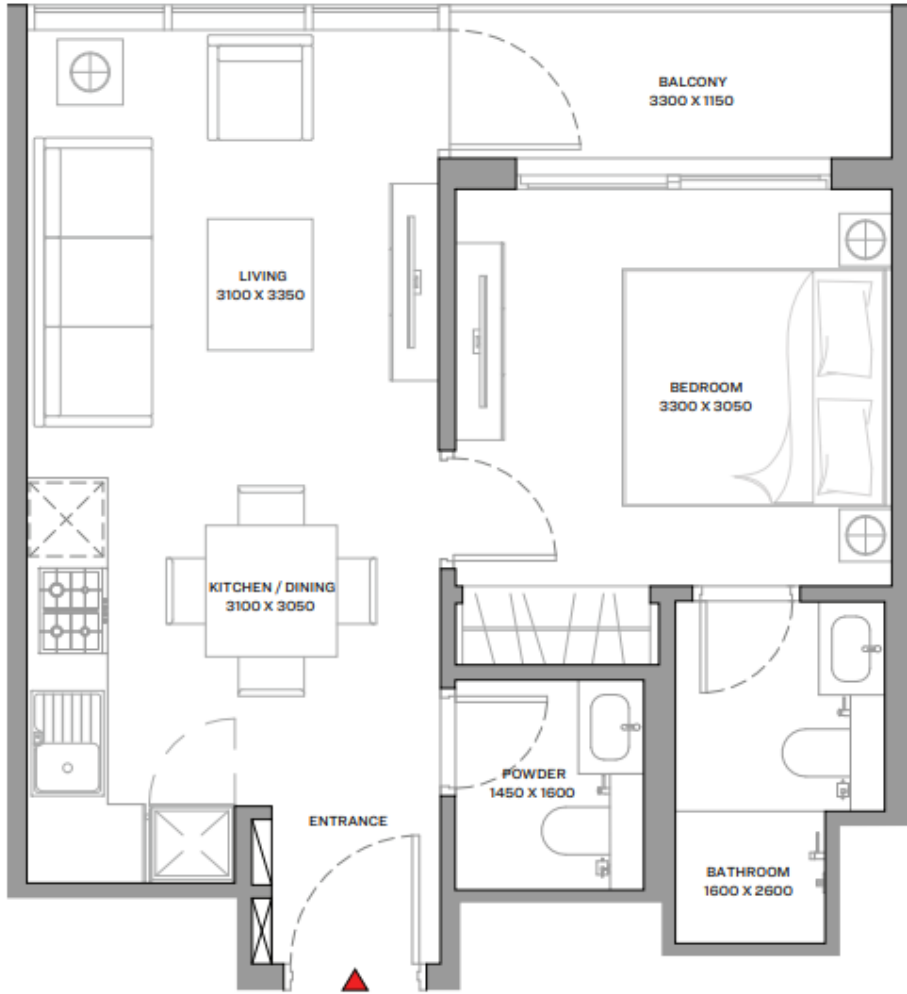 BALCONY
3300 X 1150
LIVING
3100 X 3350
BEDROOM
3300 X 3050
KITCHEN / DINING
3100 X 3050
POWDER
1450 X 1600
ENTRANCE
BATHROOM
1600 X 2600